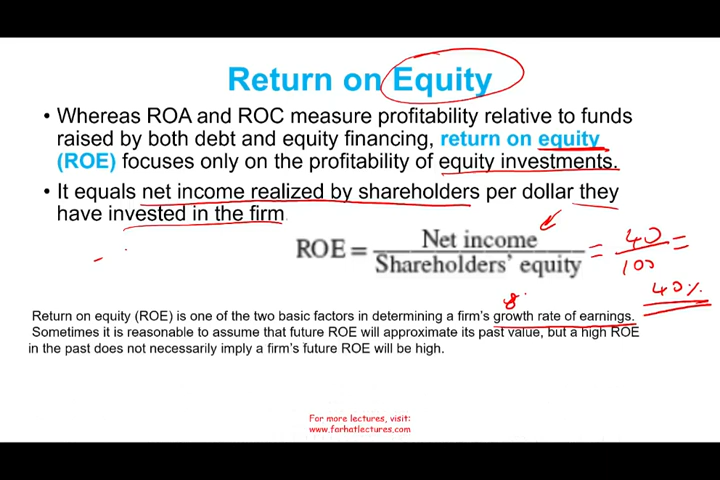 Return on Equity
• Whereas ROA and ROC measure profitability relative to funds
raised by both debt and equity financing, return on equity
(ROE) focuses only on the profitability of equity investments.
• It equals net income realized by shareholders per dollar they
have invested in the firm
ROE = Net income / Shareholders' equity = 40 / 100 =
40%
Return on equity (ROE) is one of the two basic factors in determining a firm's growth rate of earnings.
Sometimes it is reasonable to assume that future ROE will approximate its past value, but a high ROE
in the past does not necessarily imply a firm's future ROE will be high.
For more lectures, visit:
www.farhatlectures.com